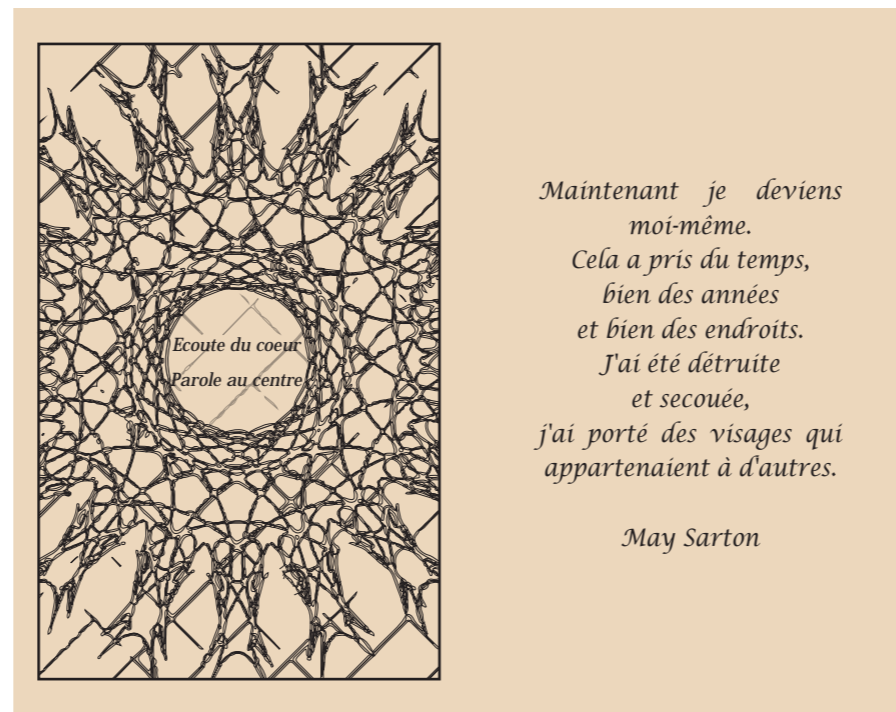 Ecoute du coeur
Parole au centre
Maintenant je deviens
moi-même.
Cela a pris du temps,
bien des années
et bien des endroits.
J'ai été détruite
et secouée,
j'ai porté des visages qui
appartenaient à d'autres.
May Sarton